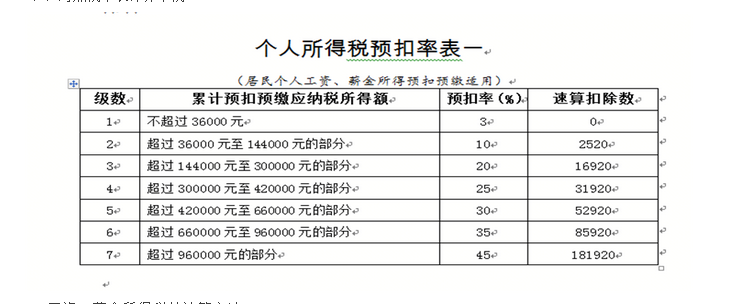 个人所得税预扣率表一
（居民个人工资、薪金所得预扣预缴适用）
级数 累计预扣预缴应纳税所得额 预扣率（%） 速算扣除数
1 不超过 36000 元 3 0
2 超过 36000 元至 144000 元的部分 10 2520
3 超过 144000 元至 300000 元的部分 20 16920
4 超过 300000 元至 420000 元的部分 25 31920
5 超过 420000 元至 660000 元的部分 30 52920
6 超过 660000 元至 960000 元的部分 35 85920
7 超过 960000 元的部分 45 181920